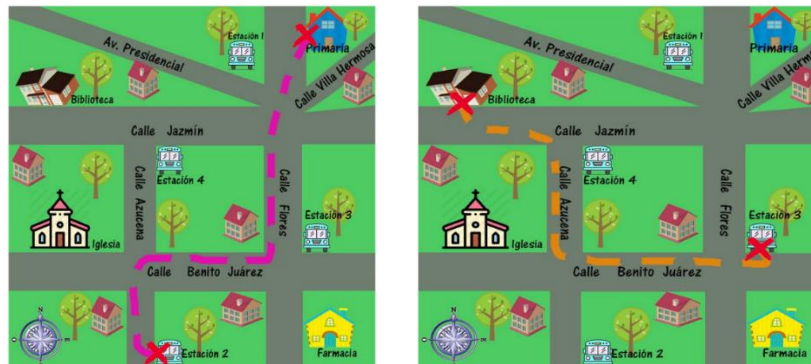 Estación 1
Primaria
Av. Presidencial
Calle Villa Hermosa
Biblioteca
Calle Jazmín
Estación 4
Calle Azucena
Calle Flores
Estación 3
Iglesia
Calle Benito Juárez
N
Estación 2
Farmacia
Estación 1
Primaria
Av. Presidencial
Calle Villa Herm
Biblioteca
Calle Jazmín
Estación 4
Calle Azucena
Calle Flores
Estación 3
Iglesia
Calle Benito Juárez
N
Estación 2
Farmacia